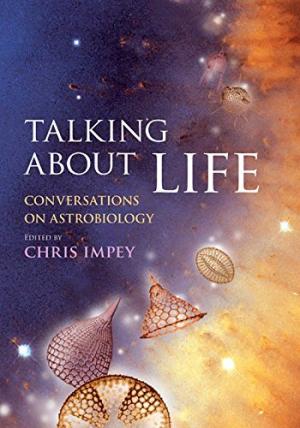 TALKING
ABOUT LIFE
CONVERSATIONS
ON ASTROBIOLOGY
EDITED BY
CHRIS IMPEY